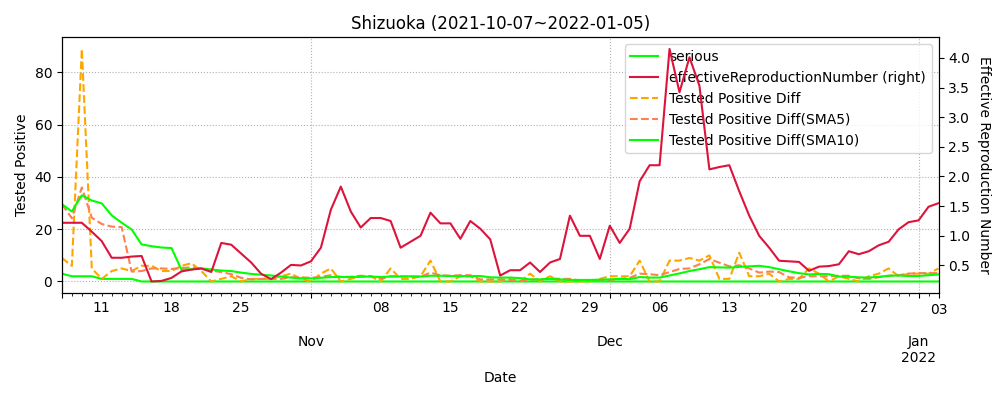 Shizuoka (2021-10-07~2022-01-05)
serious
effectiveReproductionNumber (right)
Tested Positive Diff
Tested Positive Diff(SMA5)
Tested Positive Diff(SMA10)
Tested Positive
80
60
40
20
0
Effective Reproduction Number
4.0
3.5
3.0
2.5
2.0
1.5
1.0
0.5
11 18 25 08 15 22 29 06 13 20 27 03
Nov Dec Jan
2022
Date